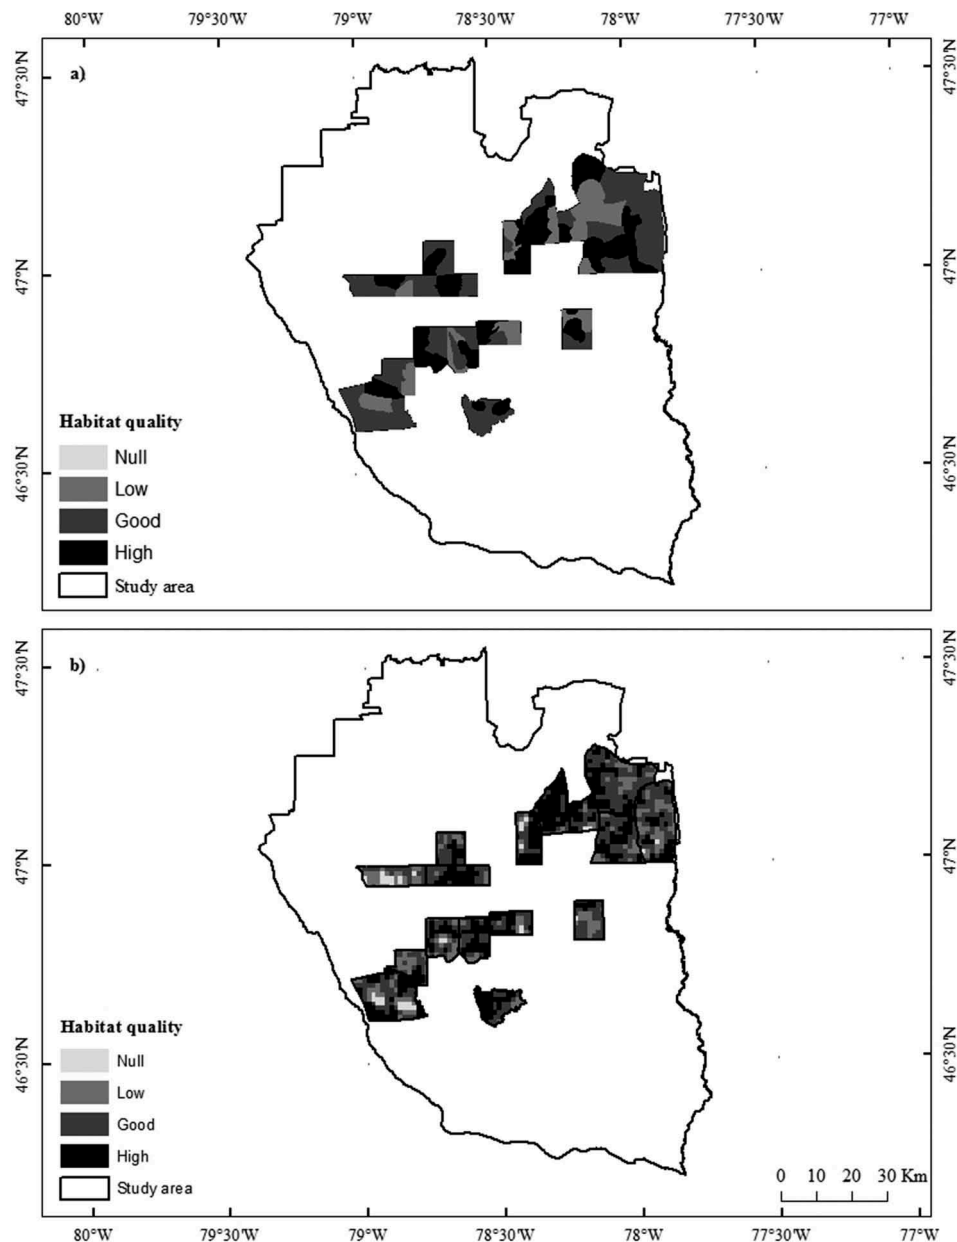 80°W 79°30'W 79°W 78°30'W 78°W 77°30'W 77°W
a)
47°30'N 47°30'N
47°N 47°N
46°30'N 46°30'N
Habitat quality
Null
Low
Good
High
Study area
b)
47°30'N 47°30'N
47°N 47°N
46°30'N 46°30'N
Habitat quality
Null
Low
Good
High
Study area
0 10 20 30 Km
80°W 79°30'W 79°W 78°30'W 78°W 77°30'W 77°W